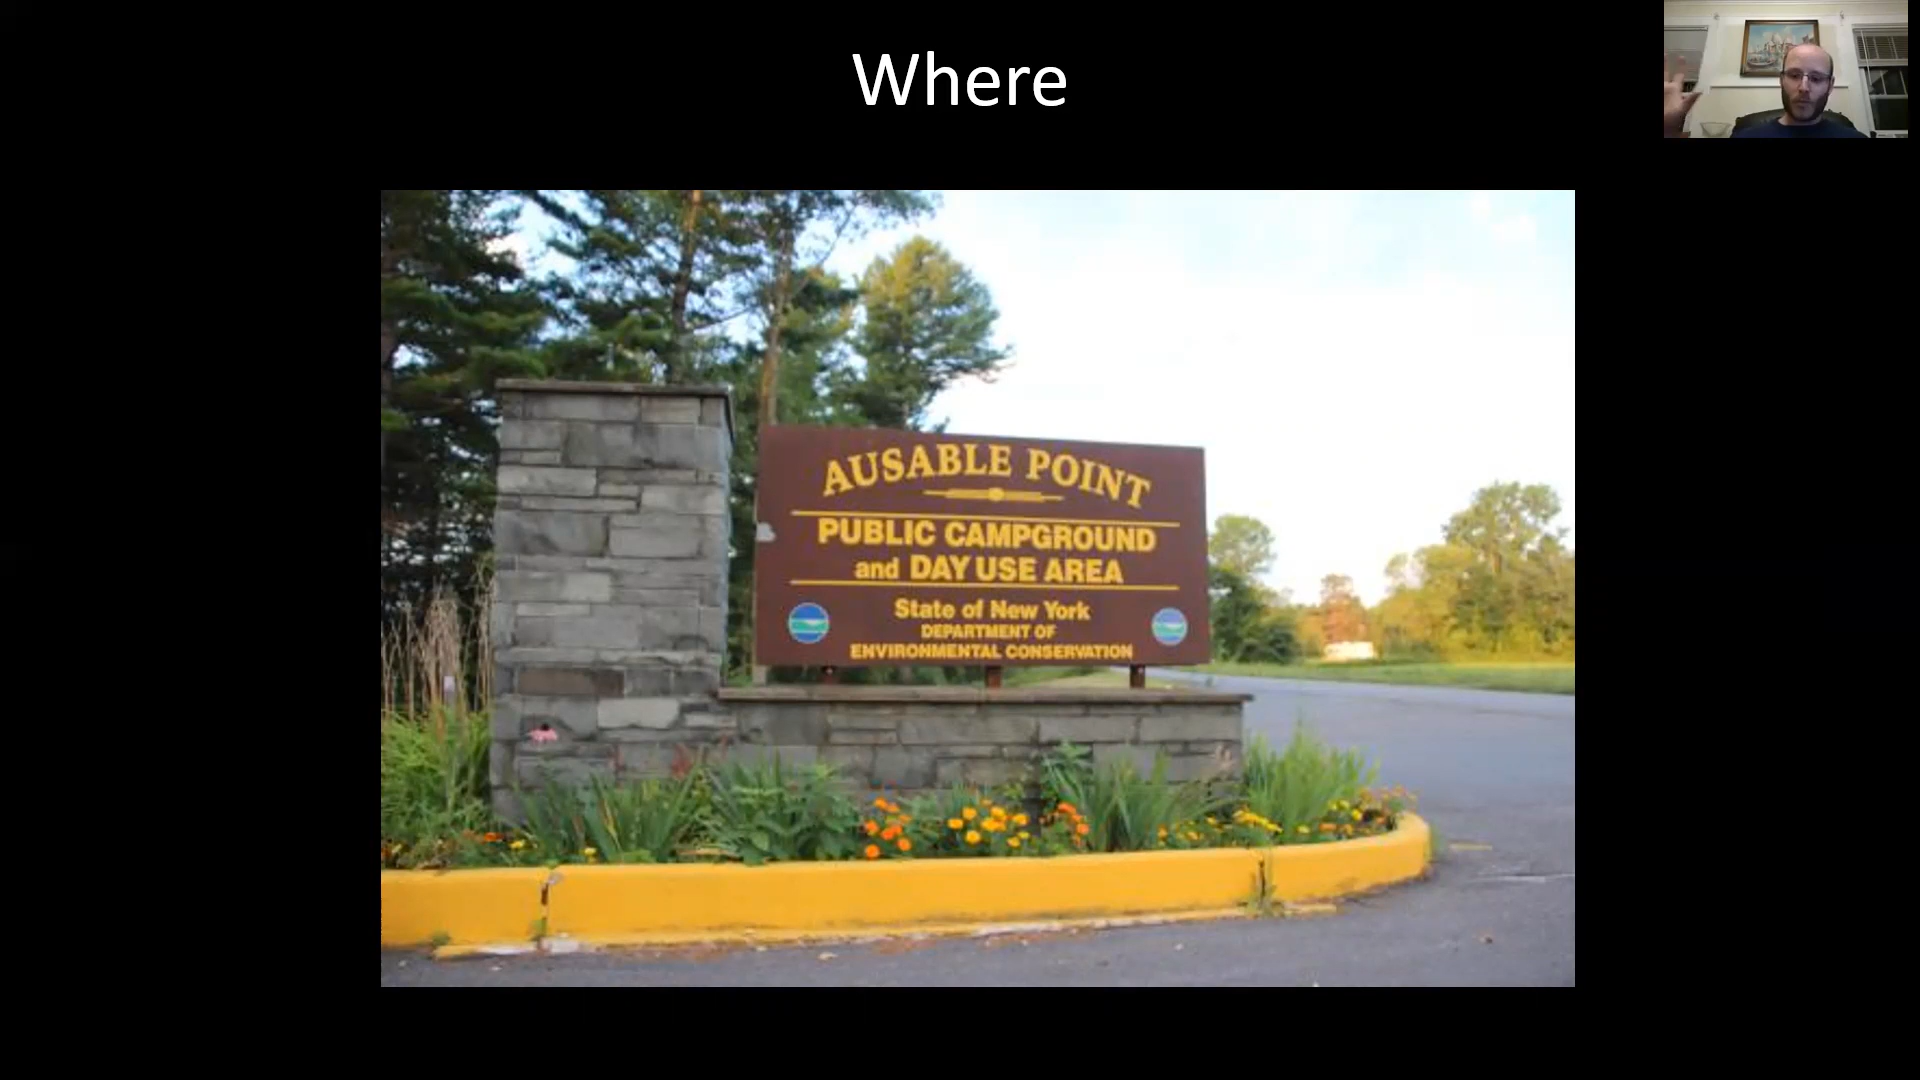 Where
AUSABLE POINT
PUBLIC CAMPGROUND
and DAY USE AREA
State of New York
DEPARTMENT OF
ENVIRONMENTAL CONSERVATION